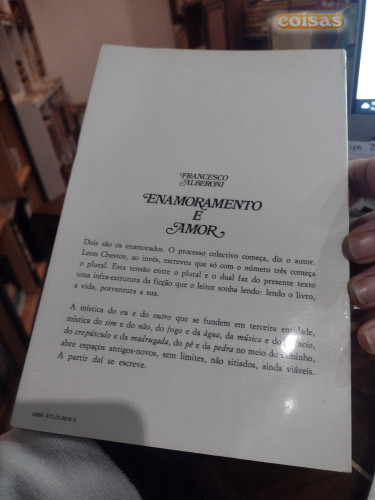 coisas
FRANCESCO
ALBERONI
ENAMORAMENTO
E
AMOR
Dois são os enamorados. O processo colectivo começa, diz o autor.
Leon Chestov, ao invés, escreveu que só com o número três começa
o plural. Esta tensão entre o plural e o dual faz do presente texto
uma infra-estrutura da ficção que o leitor sonha lendo: lendo o livro,
a vida, porventura a sua.
A mística do eu e do outro que se fundem em terceira entidade,
mística do sim e do não, do fogo e da água, da música e do silêncio,
do crepúsculo e da madrugada, do pé e da pedra no meio do caminho,
abre espaços antigos-novos, sem limites, não sitiados, ainda viáveis.
A partir daí se escreve.